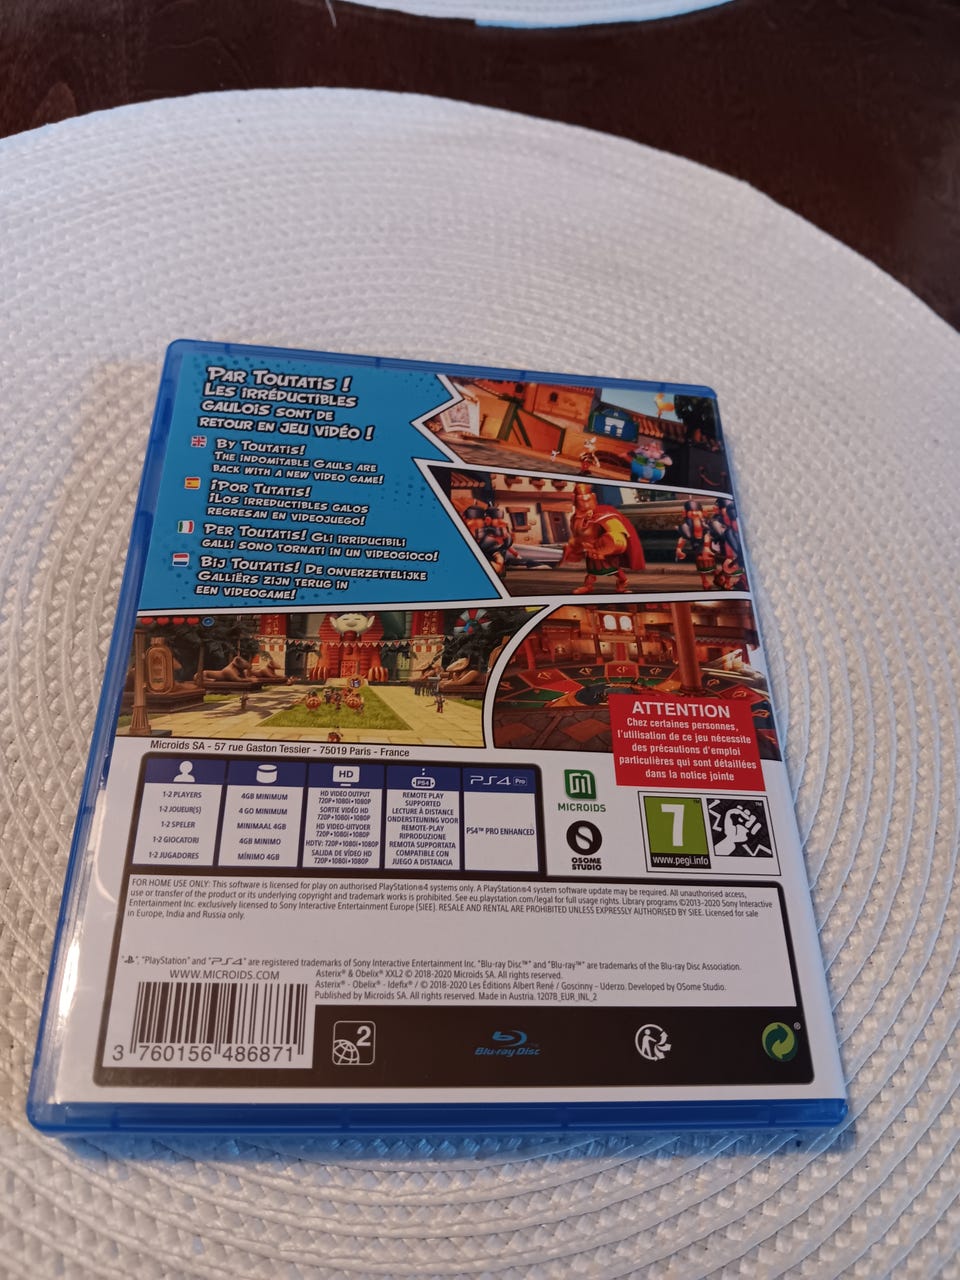 PAR TOUTATIS !
LES IRRÉDUCTIBLES
GAULOIS SONT DE
RETOUR EN JEU VIDÉO !
BY TOUTATIS!
THE INDOMITABLE GAULS ARE
BACK WITH A NEW VIDEO GAME!
¡POR TUTATIS!
¡LOS IRREDUCTIBLES GALOS
REGRESAN EN VIDEOJUEGO!
PER TOUTATIS! GLI IRRIDUCIBILI
GALLI SONO TORNATI IN UN VIDEOGIOCO!
BIJ TOUTATIS! DE ONVERZETTELIJKE
GALLIËRS ZIJN TERUG IN
EEN VIDEOGAME!
ATTENTION
Chez certaines personnes,
l'utilisation de ce jeu nécessite
des précautions d'emploi
particulières qui sont détaillées
dans la notice jointe
Microids SA - 57 rue Gaston Tessier - 75019 Paris - France
1-2 PLAYERS
1-2 JOUEUR(S)
1-2 SPELER
1-2 GIOCATORI
1-2 JUGADORES
4GB MINIMUM
4 GO MINIMUM
MINIMAAL 4GB
4GB MINIMO
MÍNIMO 4GB
HD
HD VIDEO OUTPUT
720P•1080i•1080P
SORTIE VIDÉO HD
720P•1080i•1080P
HD VIDEO-UITVOER
720P•1080i•1080P
HDTV: 720P•1080i•1080P
SALIDA DE VÍDEO HD
720P•1080i•1080P
PS4
REMOTE PLAY
SUPPORTED
LECTURE À DISTANCE
ONDERSTEUNING VOOR
REMOTE-PLAY
RIPRODUZIONE
REMOTA SUPPORTATA
COMPATIBLE CON
JUEGO A DISTANCIA
PS4 Pro
PS4™ PRO ENHANCED
MICROIDS
OSOME
STUDIO
7
www.pegi.info
FOR HOME USE ONLY: This software is licensed for play on authorised PlayStation®4 systems only. A PlayStation®4 system software update may be required. All unauthorised access,
use or transfer of the product or its underlying copyright and trademark works is prohibited. See eu.playstation.com/legal for full usage rights. Library programs ©2013-2020 Sony Interactive
Entertainment Inc. exclusively licensed to Sony Interactive Entertainment Europe (SIEE). RESALE AND RENTAL ARE PROHIBITED UNLESS EXPRESSLY AUTHORISED BY SIEE. Licensed for sale
in Europe, India and Russia only.
"PlayStation" and "PS4" are registered trademarks of Sony Interactive Entertainment Inc. "Blu-ray Disc™" and "Blu-ray™" are trademarks of the Blu-ray Disc Association.
WWW.MICROIDS.COM
Asterix® & Obelix® XXL2 © 2018-2020 Microids SA. All rights reserved.
Asterix® - Obelix® - Idefix® / © 2018-2020 Les Éditions Albert René / Goscinny - Uderzo. Developed by OSome Studio.
Published by Microids SA. All rights reserved. Made in Austria. 12078_EUR_INL_2
3 760156 486871
2
Blu-ray Disc